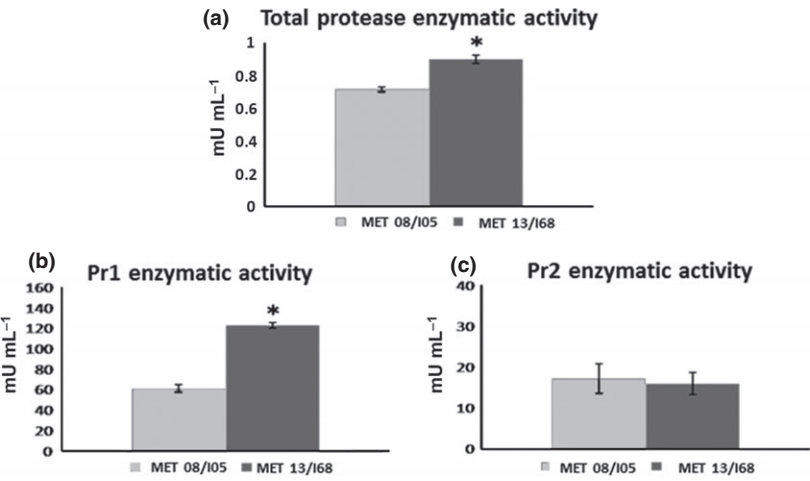 (a) Total protease enzymatic activity
*
1
0.8
0.6
0.4
0.2
0
mU mL⁻¹
MET 08/I05 MET 13/I68
(b) Pr1 enzymatic activity
*
160
140
120
100
80
60
40
20
0
mU mL⁻¹
MET 08/I05 MET 13/I68
(c) Pr2 enzymatic activity
40
30
20
10
0
mU mL⁻¹
MET 08/I05 MET 13/I68